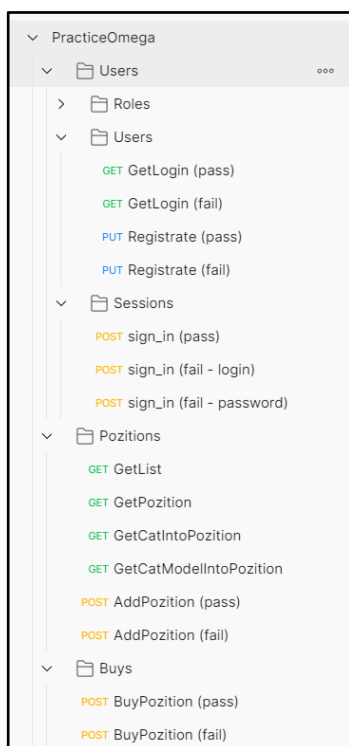 PracticeOmega
Users
Roles
Users
GET GetLogin (pass)
GET GetLogin (fail)
PUT Registrate (pass)
PUT Registrate (fail)
Sessions
POST sign_in (pass)
POST sign_in (fail - login)
POST sign_in (fail - password)
Pozitions
GET GetList
GET GetPozition
GET GetCatIntoPozition
GET GetCatModelIntoPozition
POST AddPozition (pass)
POST AddPozition (fail)
Buys
POST BuyPozition (pass)
POST BuyPozition (fail)